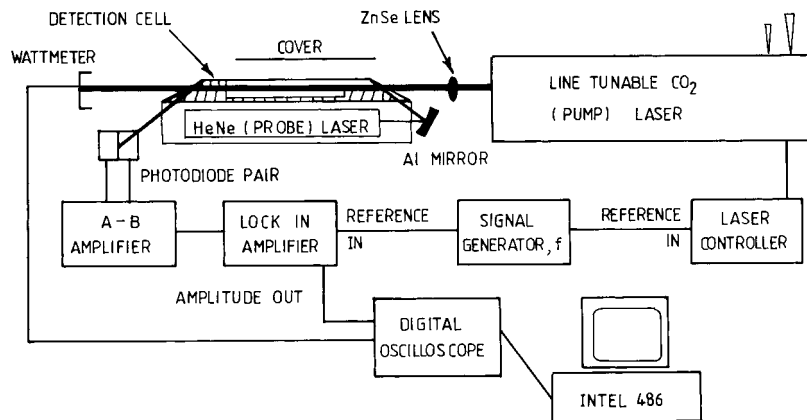 DETECTION CELL
COVER
ZnSe LENS
WATTMETER
LINE TUNABLE CO2
(PUMP) LASER
HeNe (PROBE) LASER
Al MIRROR
PHOTODIODE PAIR
A-B
AMPLIFIER
LOCK IN
AMPLIFIER
REFERENCE
IN
SIGNAL
GENERATOR, f
REFERENCE
IN
LASER
CONTROLLER
AMPLITUDE OUT
DIGITAL
OSCILLOSCOPE
INTEL 486